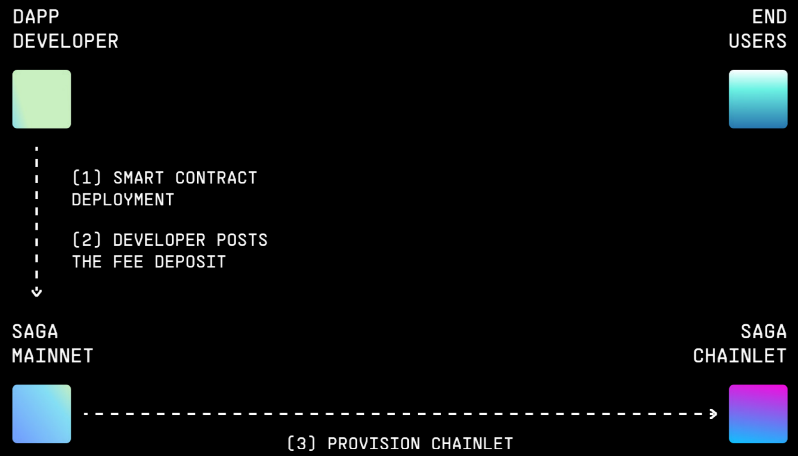 DAPP
DEVELOPER
END
USERS
(1) SMART CONTRACT
DEPLOYMENT
(2) DEVELOPER POSTS
THE FEE DEPOSIT
SAGA
MAINNET
SAGA
CHAINLET
(3) PROVISION CHAINLET